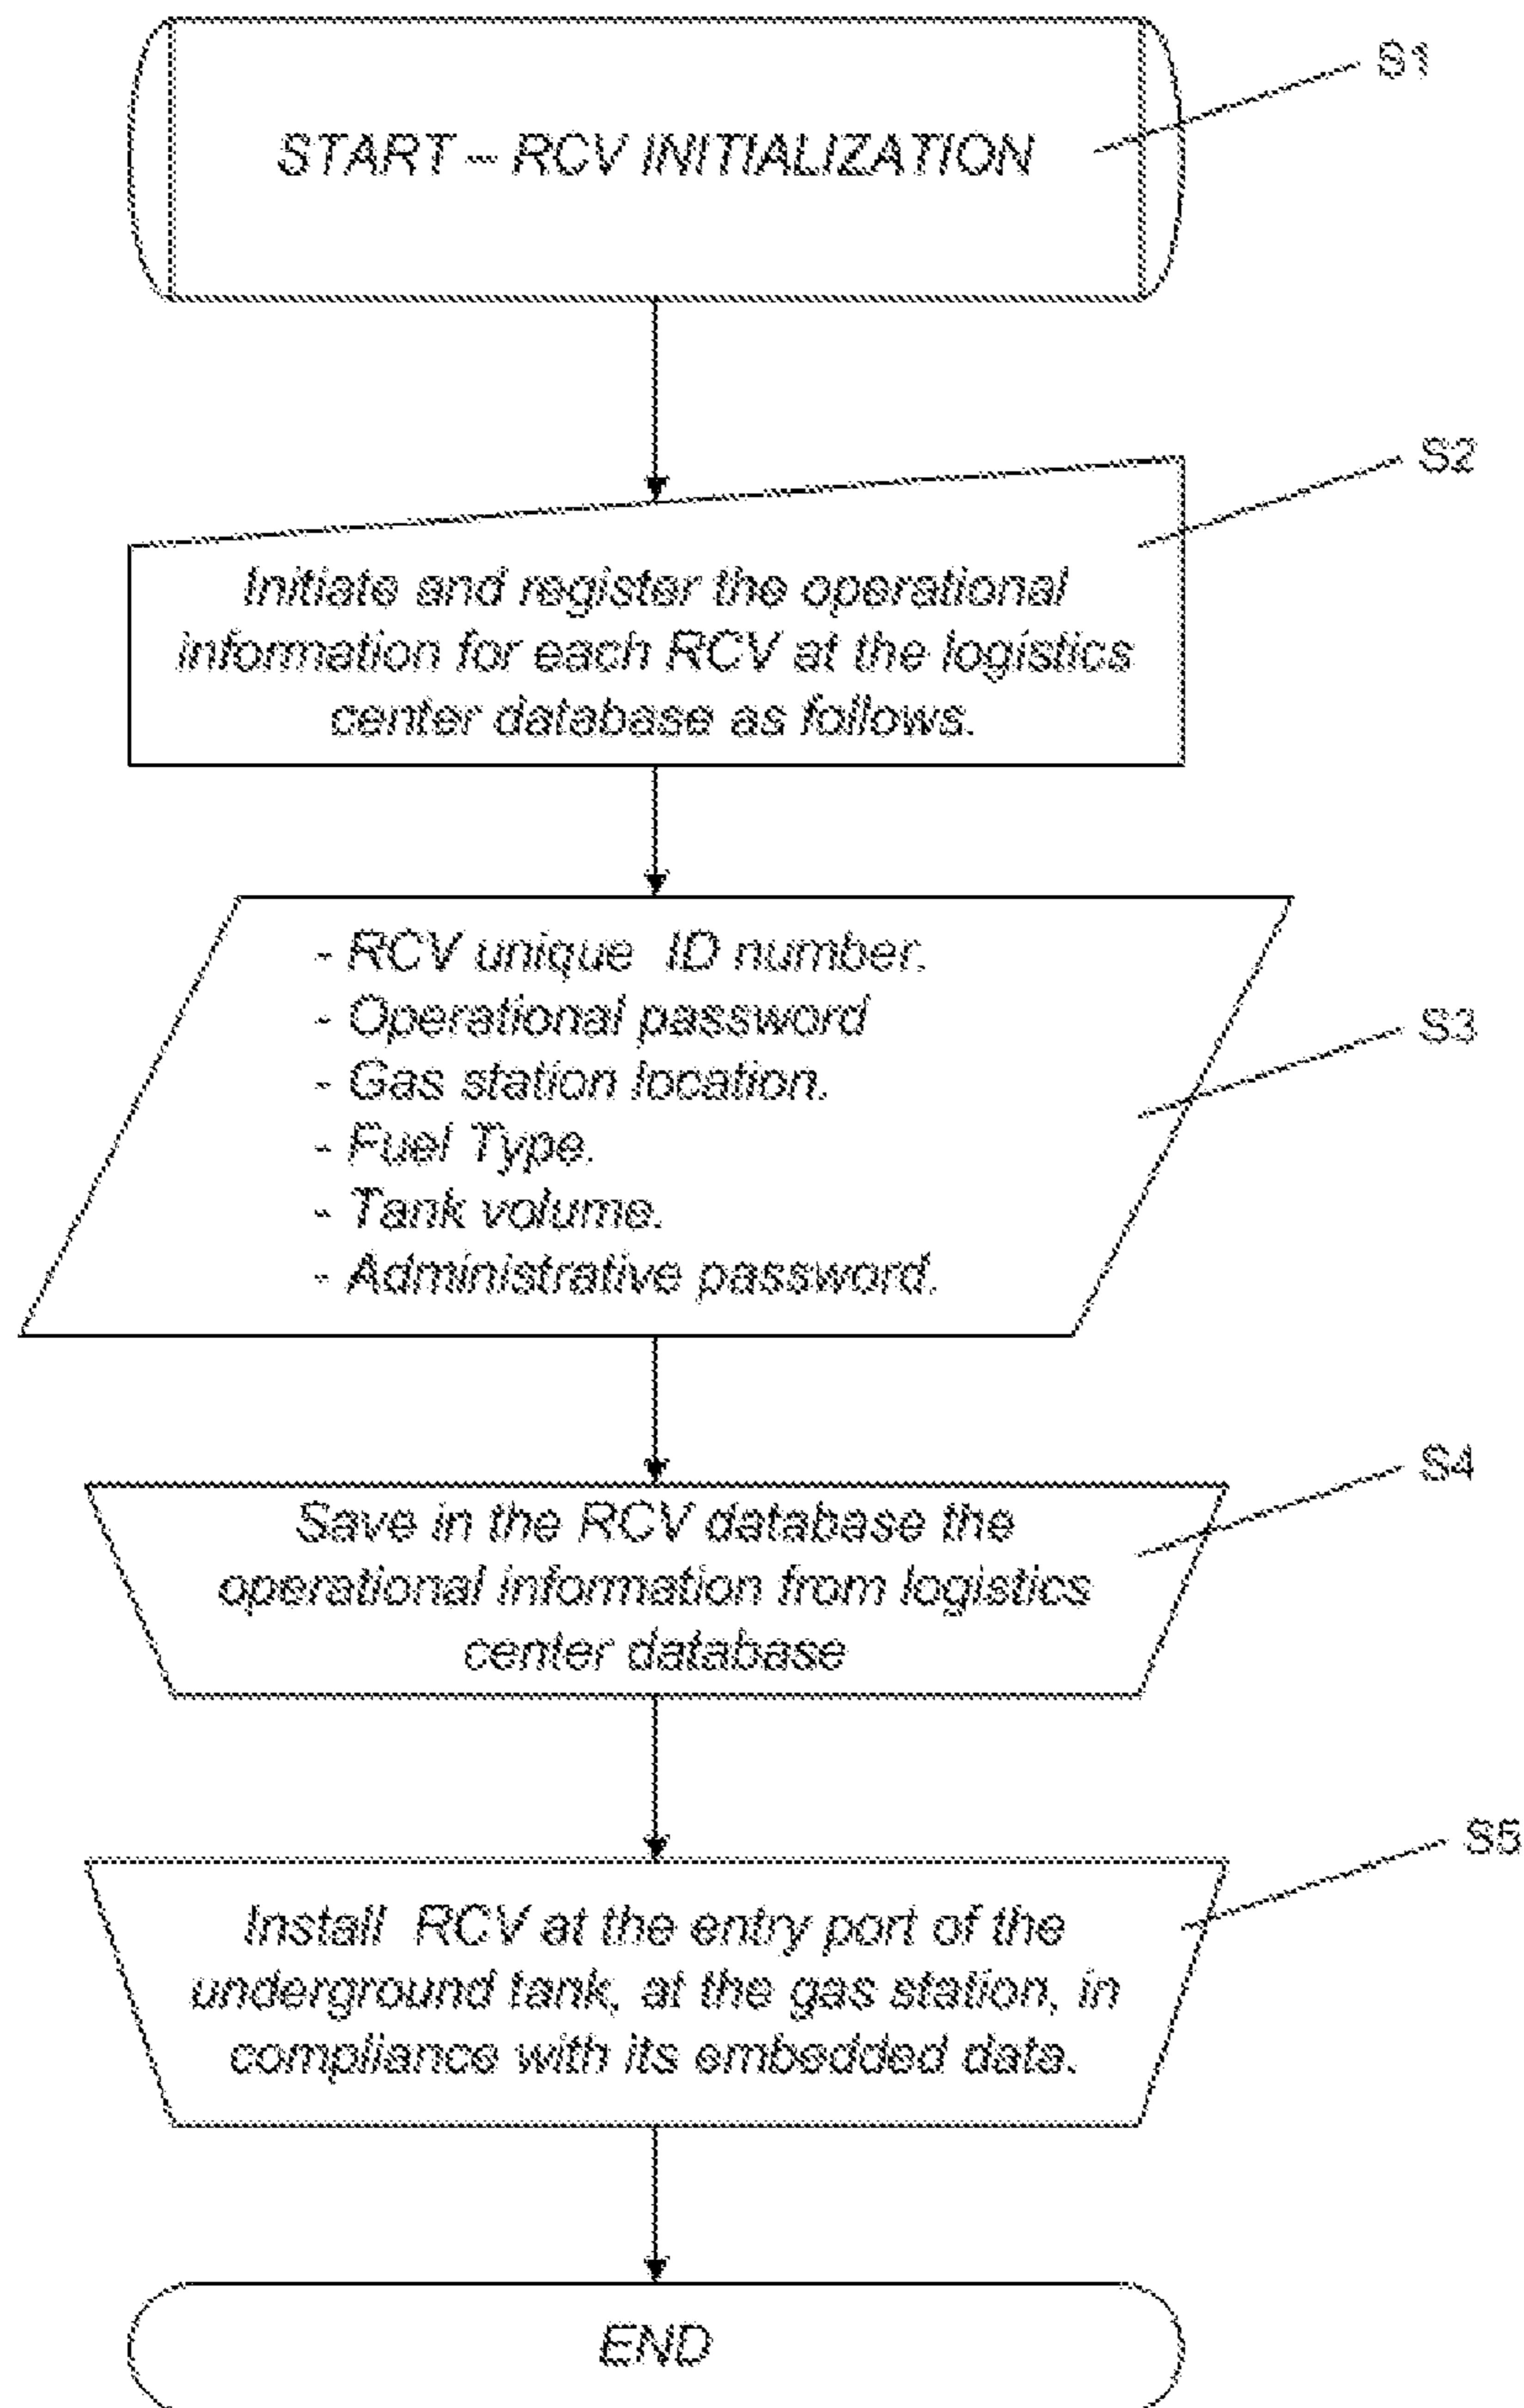 START – RCV INITIALIZATION
S1
S2
Initiate and register the operational
information for each RCV at the logistics
center database as follows.
- RCV unique ID number.
- Operational password
- Gas station location.
- Fuel Type.
- Tank volume.
- Administrative password.
S3
S4
Save in the RCV database the
operational information from logistics
center database
S5
Install RCV at the entry port of the
underground tank, at the gas station, in
compliance with its embedded data.
END